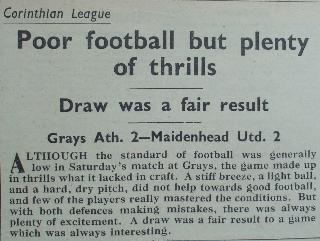 Corinthian League
Poor football but plenty
of thrills
Draw was a fair result
Grays Ath. 2—Maidenhead Utd. 2
ALTHOUGH the standard of football was generally
low in Saturday's match at Grays, the game made up
in thrills what it lacked in craft. A stiff breeze, a light ball,
and a hard, dry pitch, did not help towards good football,
and few of the players really mastered the conditions. But
with both defences making mistakes, there was always
plenty of excitement. A draw was a fair result to a game
which was always interesting.